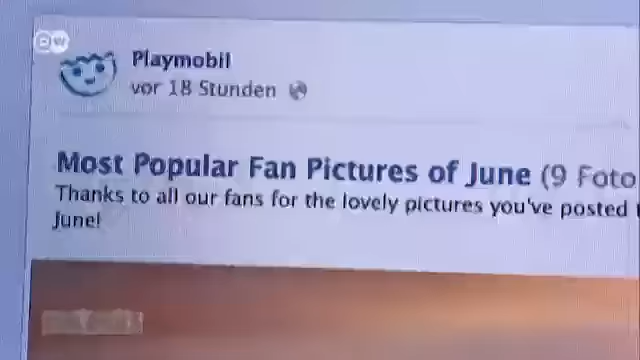 DW
Playmobil
vor 18 Stunden
Most Popular Fan Pictures of June (9 Foto
Thanks to all our fans for the lovely pictures you've posted
June!